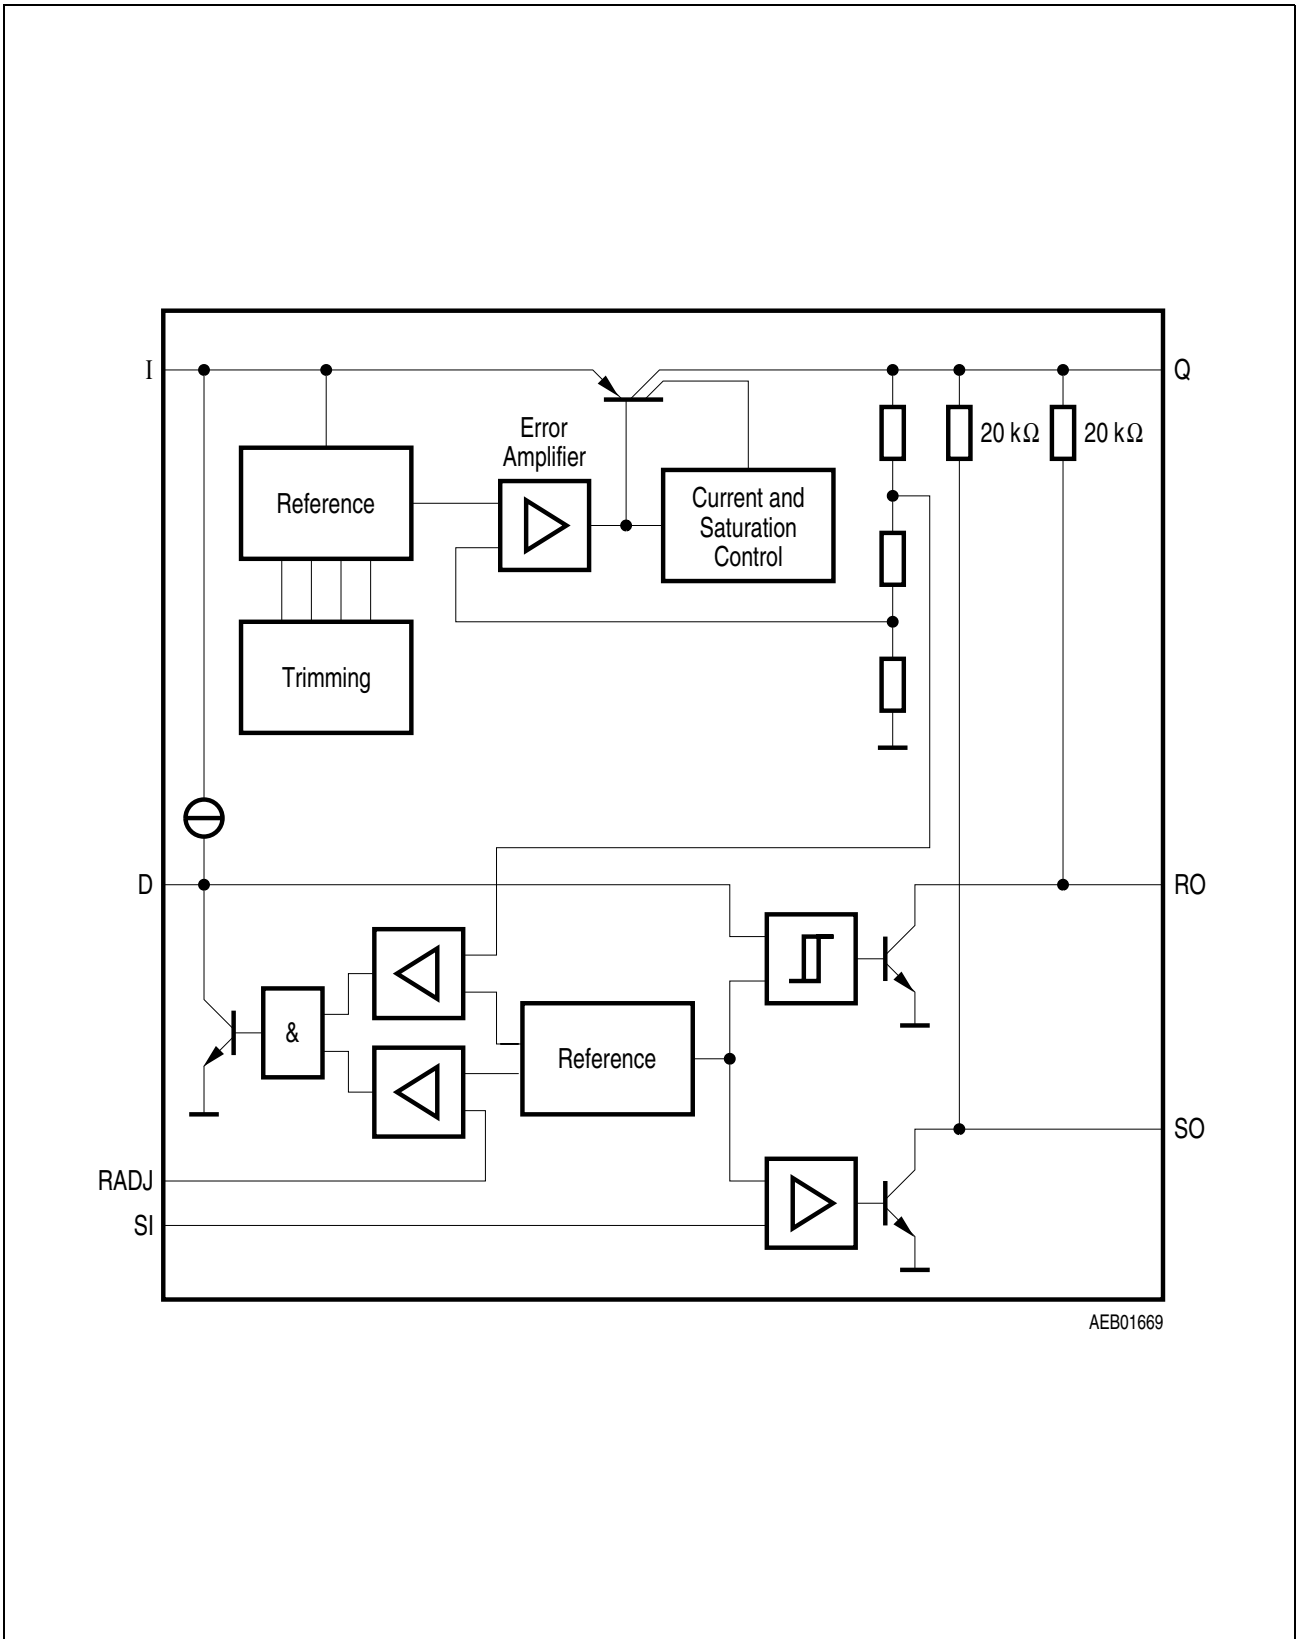 I
Q
Error
Amplifier
20 kΩ
20 kΩ
Reference
Current and
Saturation
Control
Trimming
D
RO
&
Reference
SO
RADJ
SI
AEB01669